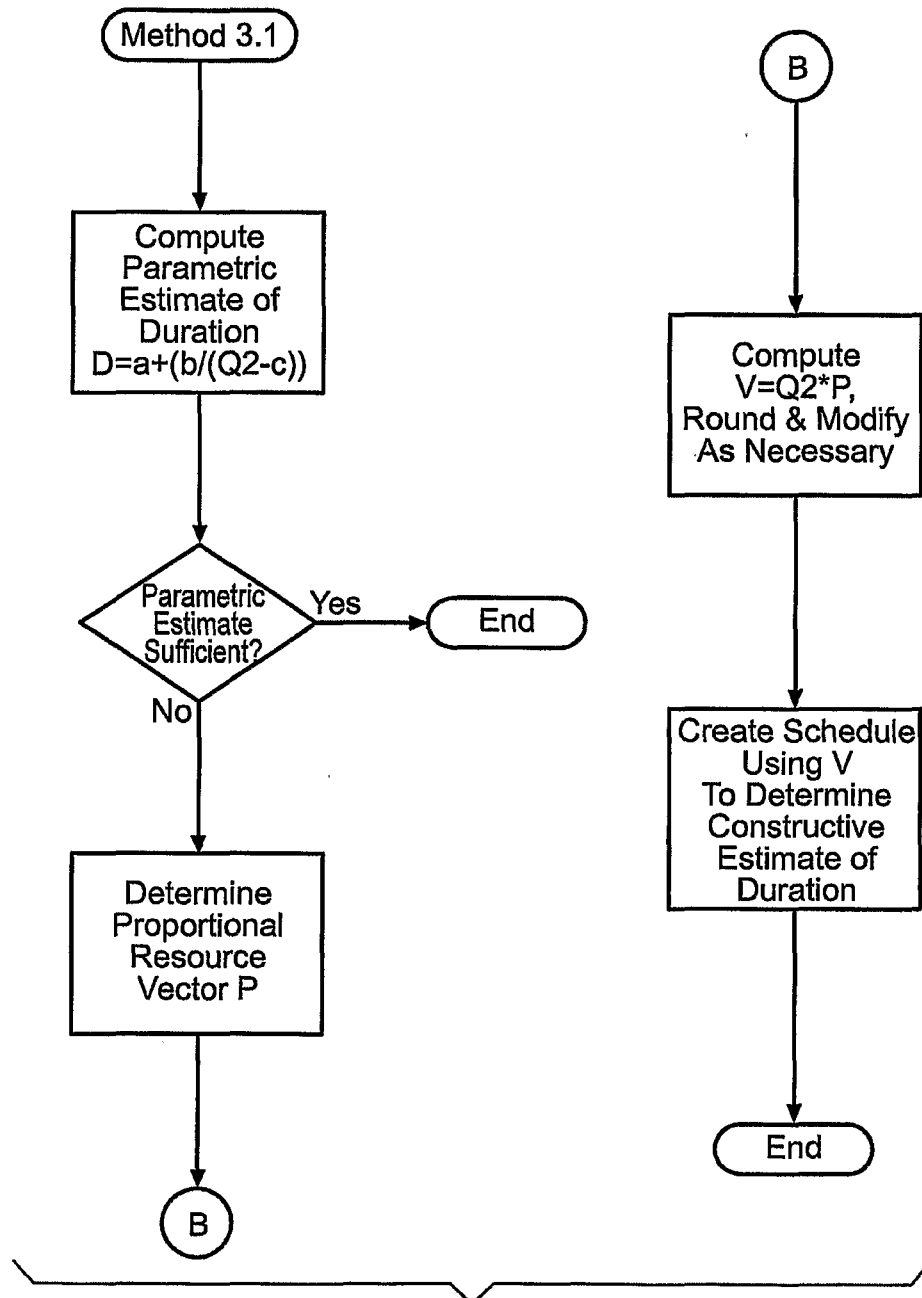 Method 3.1
Compute
Parametric
Estimate of
Duration
D=a+(b/(Q2-c))
Parametric
Estimate
Sufficient?
Yes
End
No
Determine
Proportional
Resource
Vector P
B
B
Compute
V=Q2*P,
Round & Modify
As Necessary
Create Schedule
Using V
To Determine
Constructive
Estimate of
Duration
End